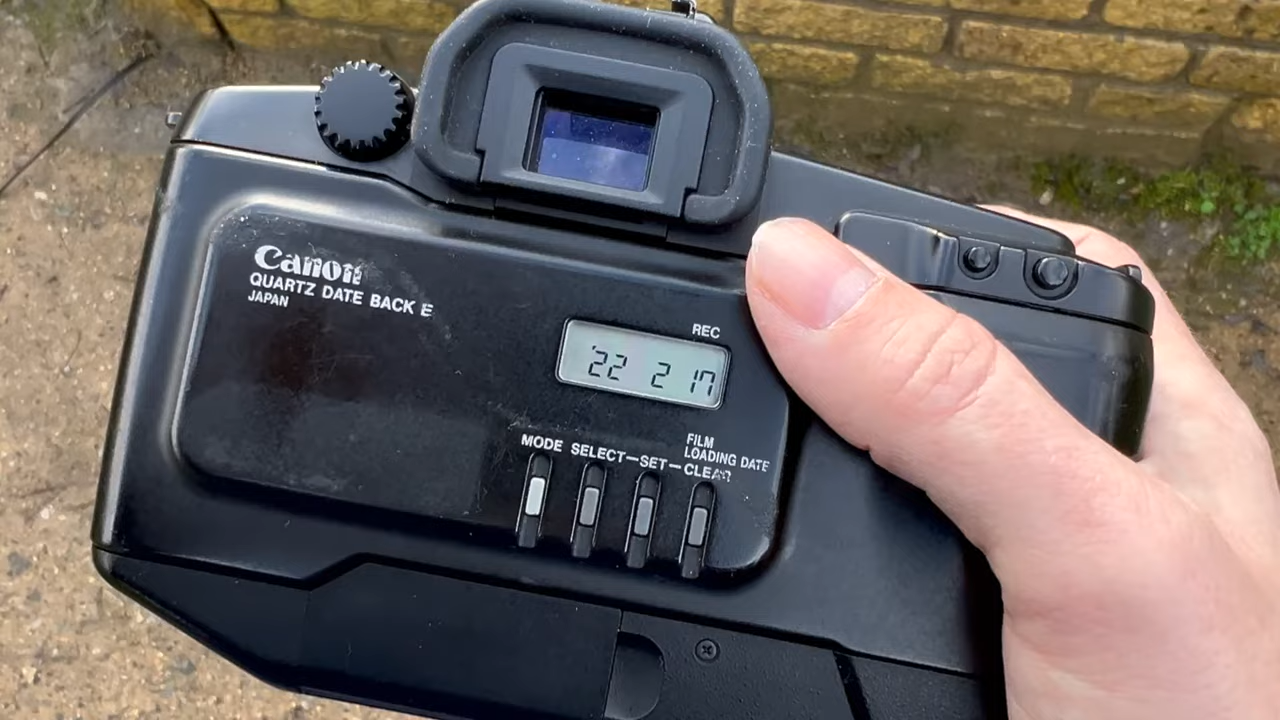 Canon
QUARTZ DATE BACK E
JAPAN
REC
'22 2 17
MODE SELECT—SET—
FILM
LOADING DATE
CLEAR